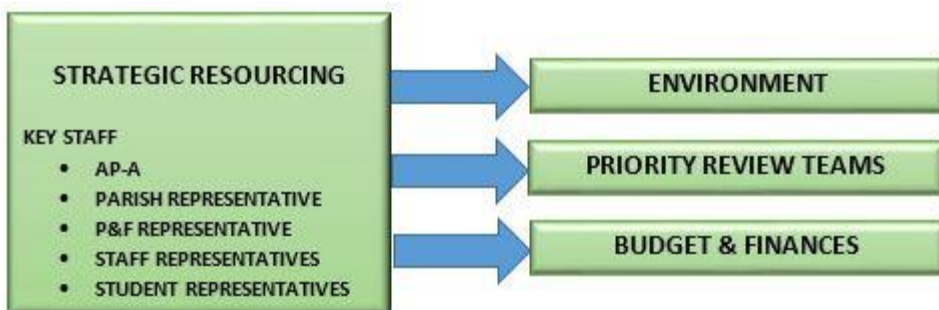 STRATEGIC RESOURCING
KEY STAFF
• AP-A
• PARISH REPRESENTATIVE
• P&F REPRESENTATIVE
• STAFF REPRESENTATIVES
• STUDENT REPRESENTATIVES
ENVIRONMENT
PRIORITY REVIEW TEAMS
BUDGET & FINANCES